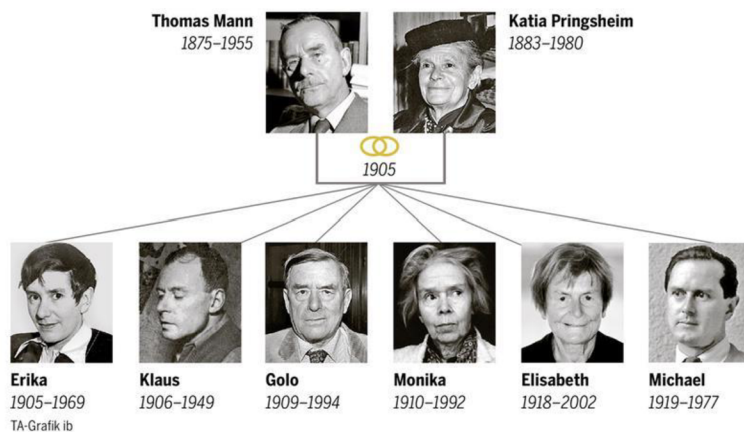 Thomas Mann
1875–1955
Katia Pringsheim
1883–1980
1905
Erika
1905–1969
Klaus
1906–1949
Golo
1909–1994
Monika
1910–1992
Elisabeth
1918–2002
Michael
1919–1977
TA-Grafik ib